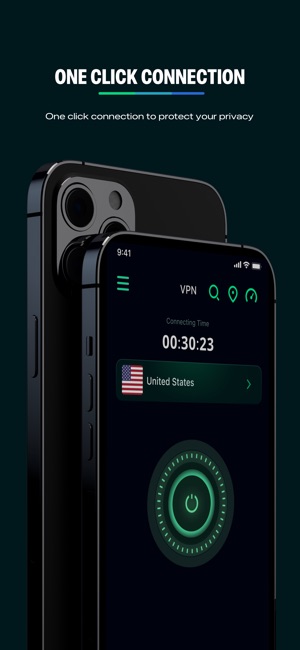 ONE CLICK CONNECTION
One click connection to protect your privacy
9:41
VPN
Connecting Time
00:30:23
United States